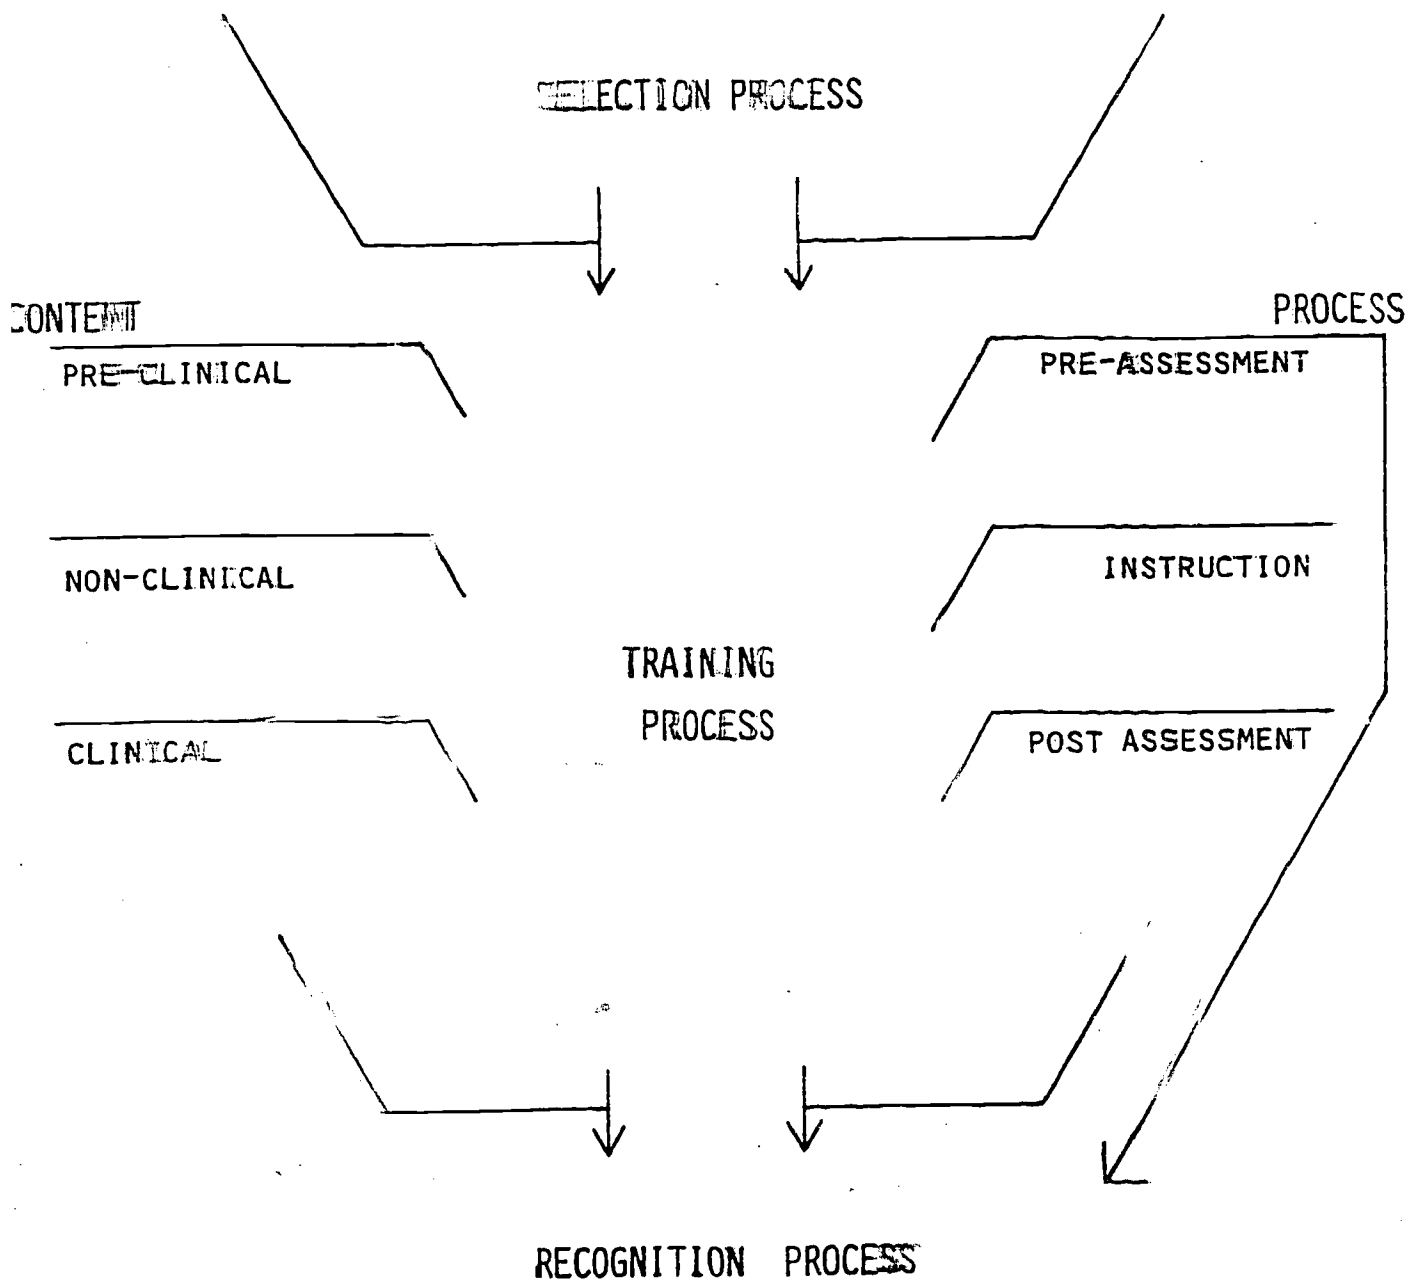 SELECTION PROCESS
CONTENT
PROCESS
PRE-CLINICAL
PRE-ASSESSMENT
NON-CLINICAL
INSTRUCTION
TRAINING
PROCESS
CLINICAL
POST ASSESSMENT
RECOGNITION PROCESS